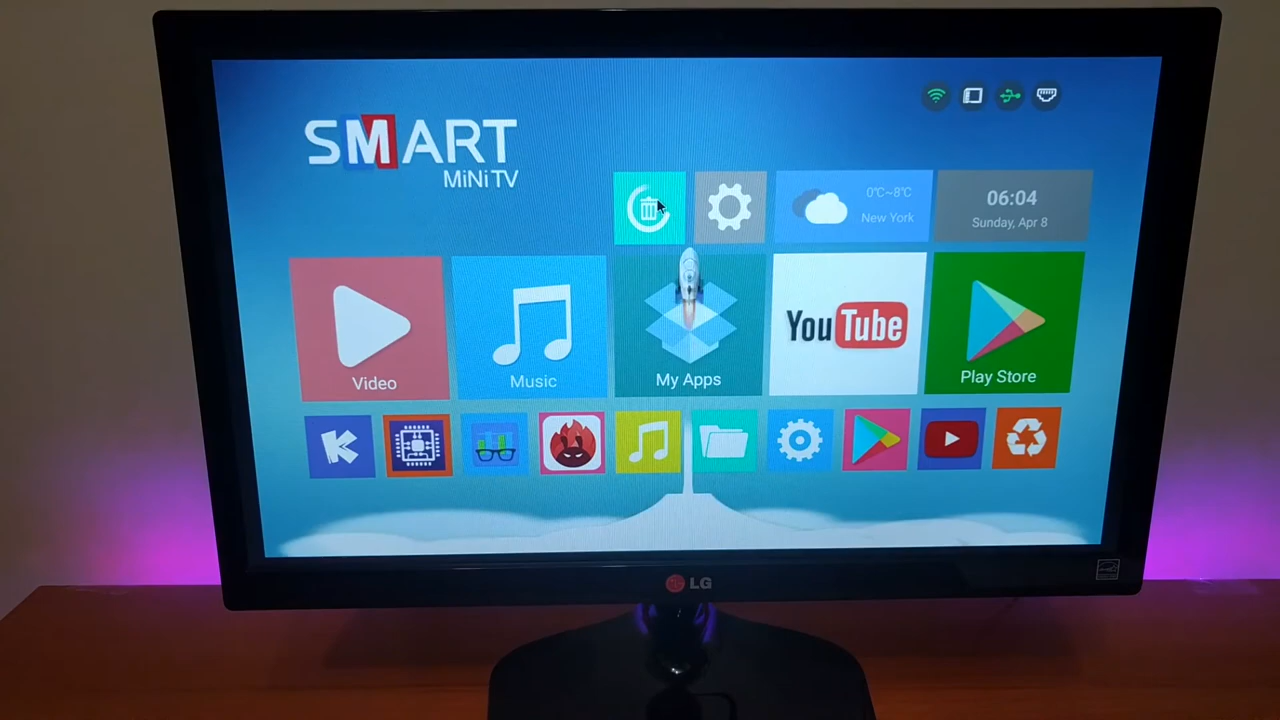 SMART
MiNi TV
0°C~8°C
New York
06:04
Sunday, Apr 8
Video
Music
My Apps
YouTube
Play Store
LG